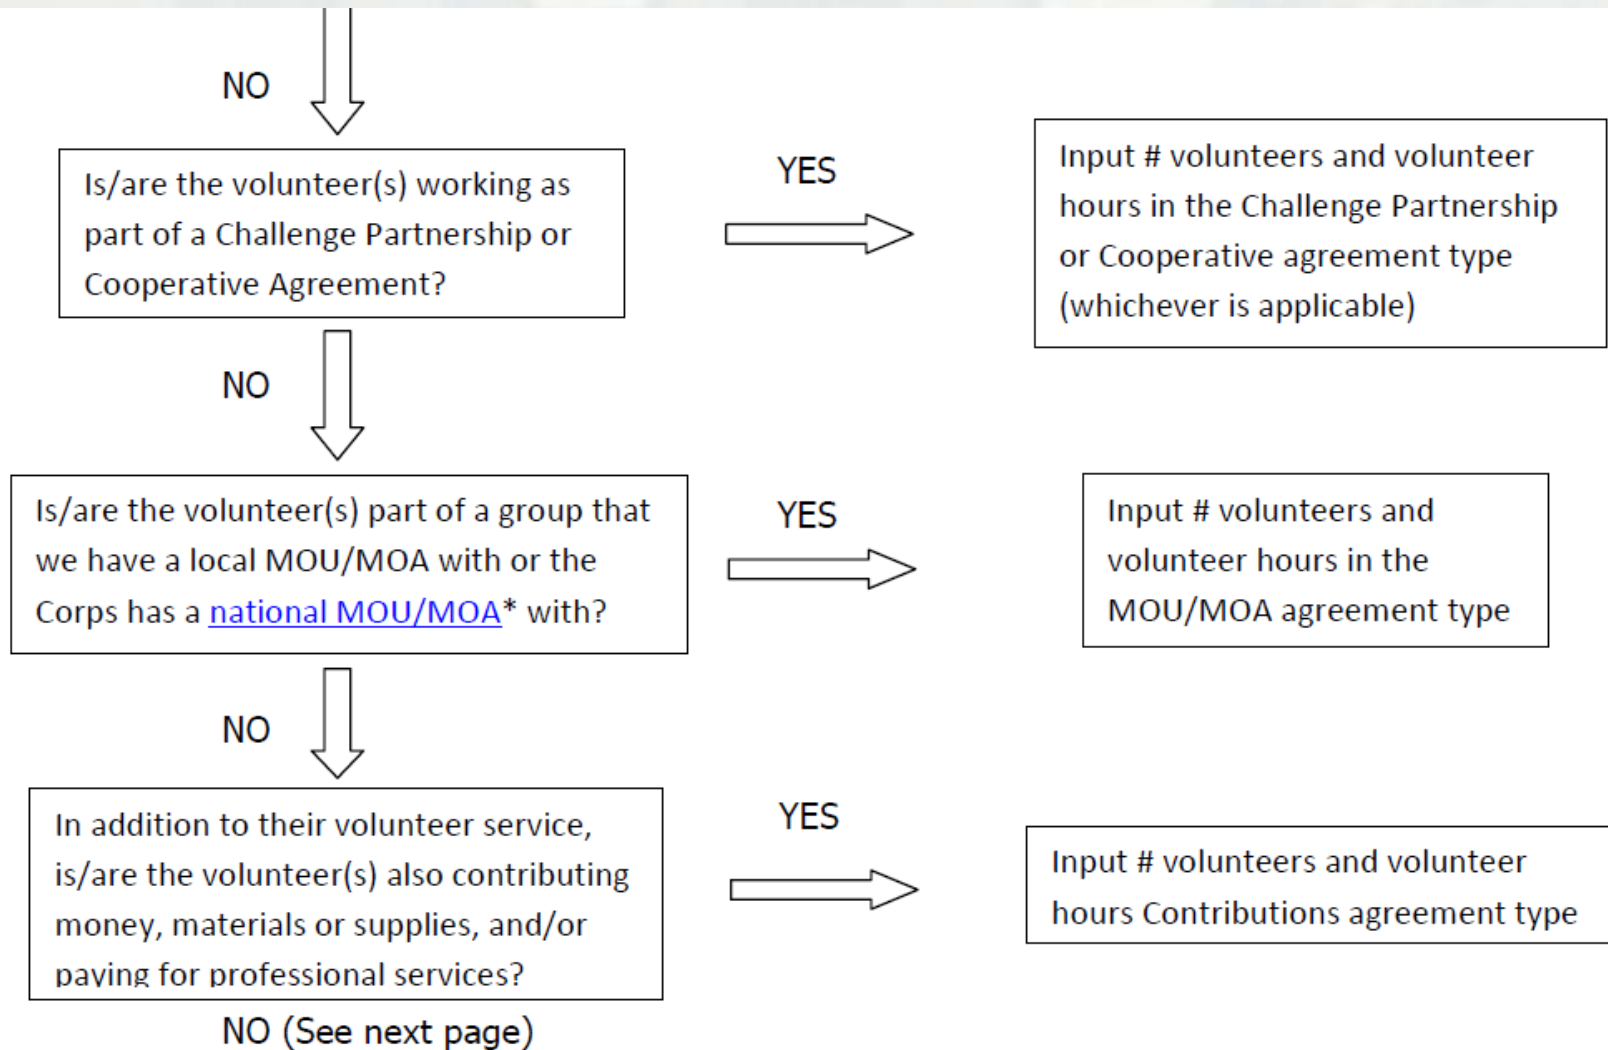 NO
Is/are the volunteer(s) working as
part of a Challenge Partnership or
Cooperative Agreement?
YES
Input # volunteers and volunteer
hours in the Challenge Partnership
or Cooperative agreement type
(whichever is applicable)
NO
Is/are the volunteer(s) part of a group that
we have a local MOU/MOA with or the
Corps has a national MOU/MOA* with?
YES
Input # volunteers and
volunteer hours in the
MOU/MOA agreement type
NO
In addition to their volunteer service,
is/are the volunteer(s) also contributing
money, materials or supplies, and/or
paying for professional services?
YES
Input # volunteers and volunteer
hours Contributions agreement type
NO (See next page)